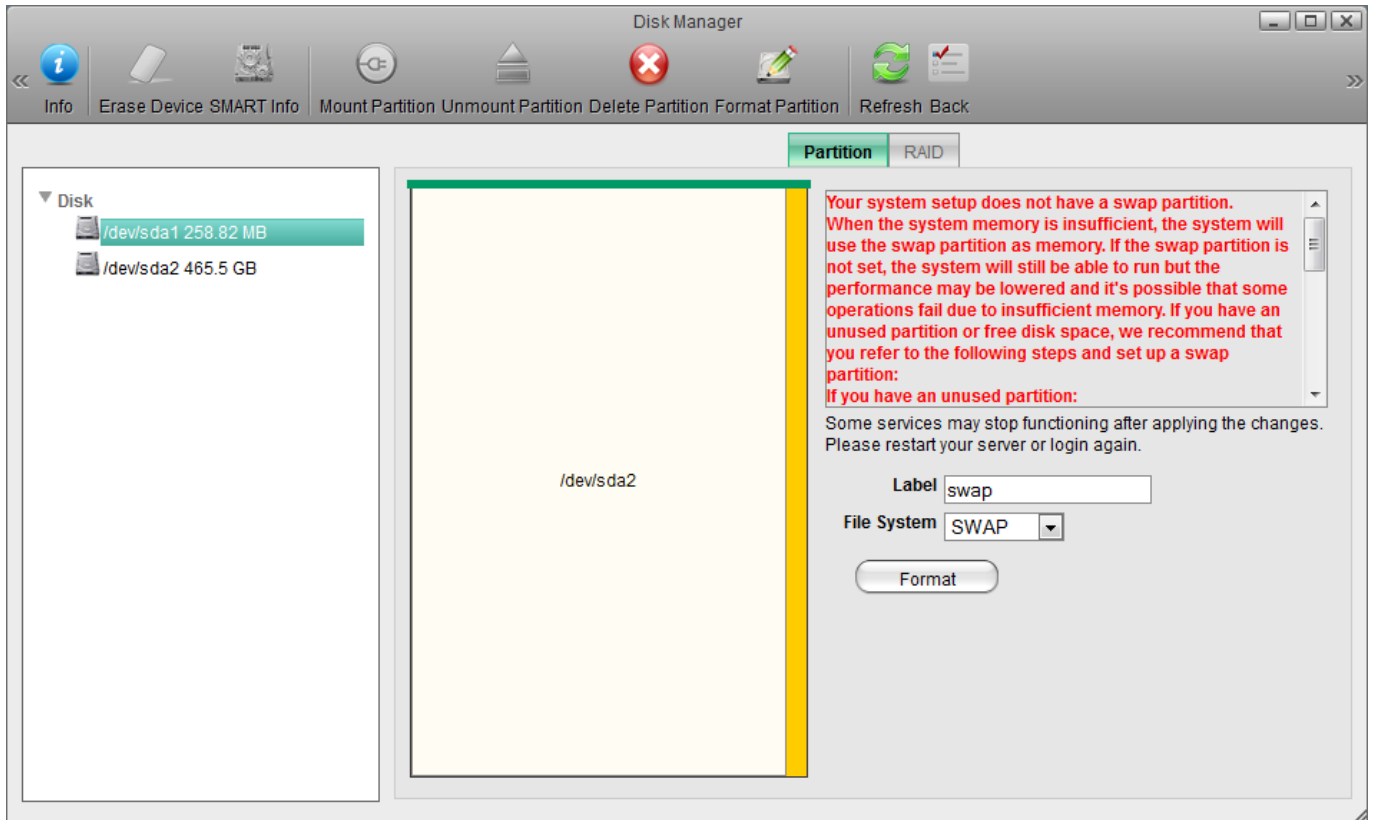 Disk Manager
Info Erase Device SMART Info Mount Partition Unmount Partition Delete Partition Format Partition Refresh Back
Partition RAID
Disk
/dev/sda1 258.82 MB
/dev/sda2 465.5 GB
/dev/sda2
Your system setup does not have a swap partition.
When the system memory is insufficient, the system will
use the swap partition as memory. If the swap partition is
not set, the system will still be able to run but the
performance may be lowered and it's possible that some
operations fail due to insufficient memory. If you have an
unused partition or free disk space, we recommend that
you refer to the following steps and set up a swap
partition:
If you have an unused partition:
Some services may stop functioning after applying the changes.
Please restart your server or login again.
Label swap
File System SWAP
Format